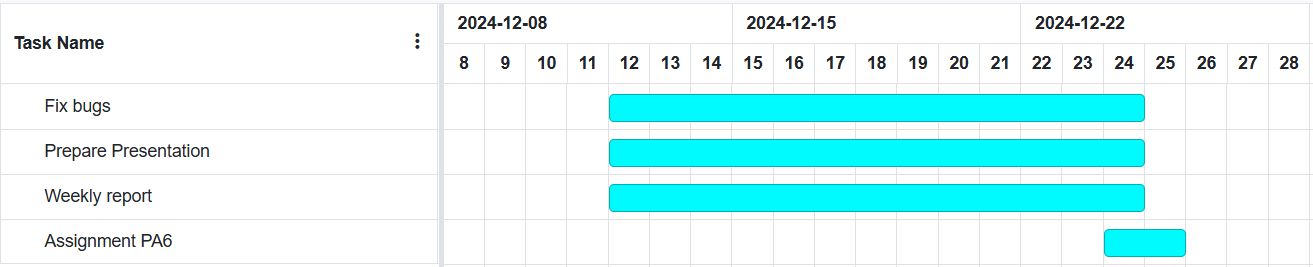 Task Name
2024-12-08 2024-12-15 2024-12-22
8 9 10 11 12 13 14 15 16 17 18 19 20 21 22 23 24 25 26 27 28
Fix bugs
Prepare Presentation
Weekly report
Assignment PA6